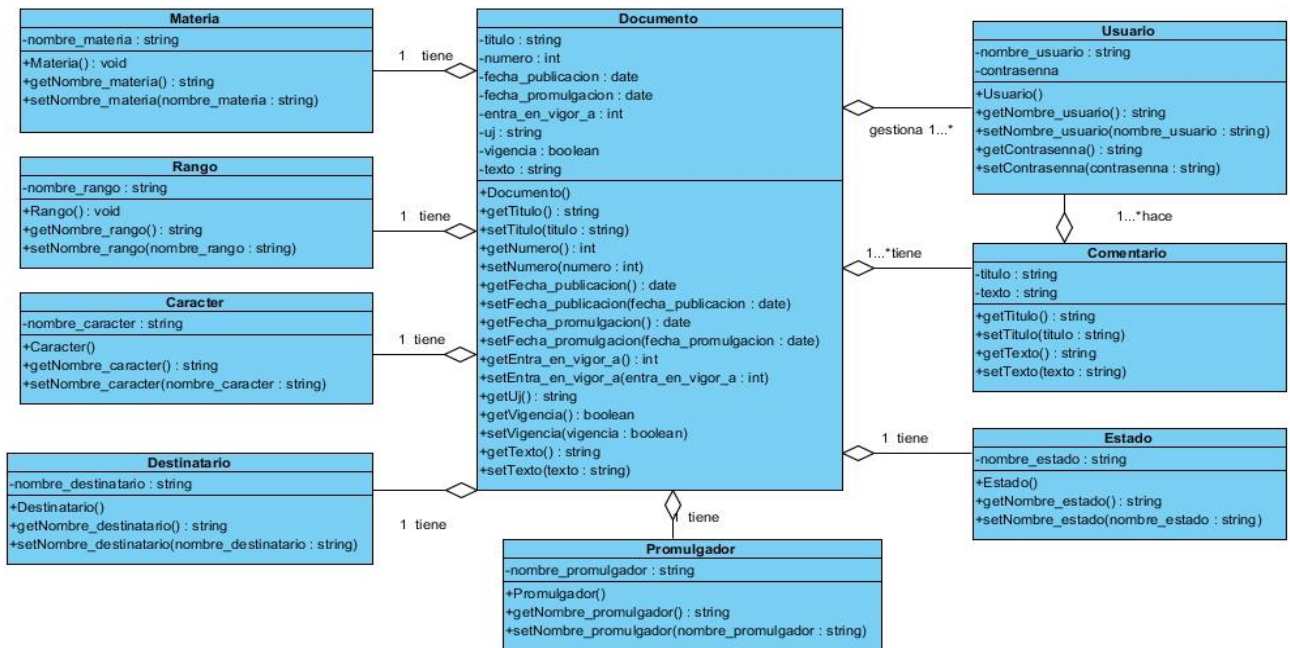 Materia
-nombre_materia : string
+Materia() : void
+getNombre_materia() : string
+setNombre_materia(nombre_materia : string)
1 tiene
Rango
-nombre_rango : string
+Rango() : void
+getNombre_rango() : string
+setNombre_rango(nombre_rango : string)
1 tiene
Caracter
-nombre_caracter : string
+Caracter()
+getNombre_caracter() : string
+setNombre_caracter(nombre_caracter : string)
1 tiene
Destinatario
-nombre_destinatario : string
+Destinatario()
+getNombre_destinatario() : string
+setNombre_destinatario(nombre_destinatario : string)
1 tiene
Documento
-titulo : string
-numero : int
-fecha_publicacion : date
-fecha_promulgacion : date
-entra_en_vigor_a : int
-uj : string
-vigencia : boolean
-texto : string
+Documento()
+getTitulo() : string
+setTitulo(titulo : string)
+getNumero() : int
+setNumero(numero : int)
+getFecha_publicacion() : date
+setFecha_publicacion(fecha_publicacion : date)
+getFecha_promulgacion() : date
+setFecha_promulgacion(fecha_promulgacion : date)
+getEntra_en_vigor_a() : int
+setEntra_en_vigor_a(entra_en_vigor_a : int)
+getUj() : string
+getVigencia() : boolean
+setVigencia(vigencia : boolean)
+getTexto() : string
+setTexto(texto : string)
1 tiene
Promulgador
-nombre_promulgador : string
+Promulgador()
+getNombre_promulgador() : string
+setNombre_promulgador(nombre_promulgador : string)
gestiona 1...*
Usuario
-nombre_usuario : string
-contrasenna
+Usuario()
+getNombre_usuario() : string
+setNombre_usuario(nombre_usuario : string)
+getContrasenna() : string
+setContrasenna(contrasenna : string)
1...*hace
1...*tiene
Comentario
-titulo : string
-texto : string
+getTitulo() : string
+setTitulo(titulo : string)
+getTexto() : string
+setTexto(texto : string)
1 tiene
Estado
-nombre_estado : string
+Estado()
+getNombre_estado() : string
+setNombre_estado(nombre_estado : string)